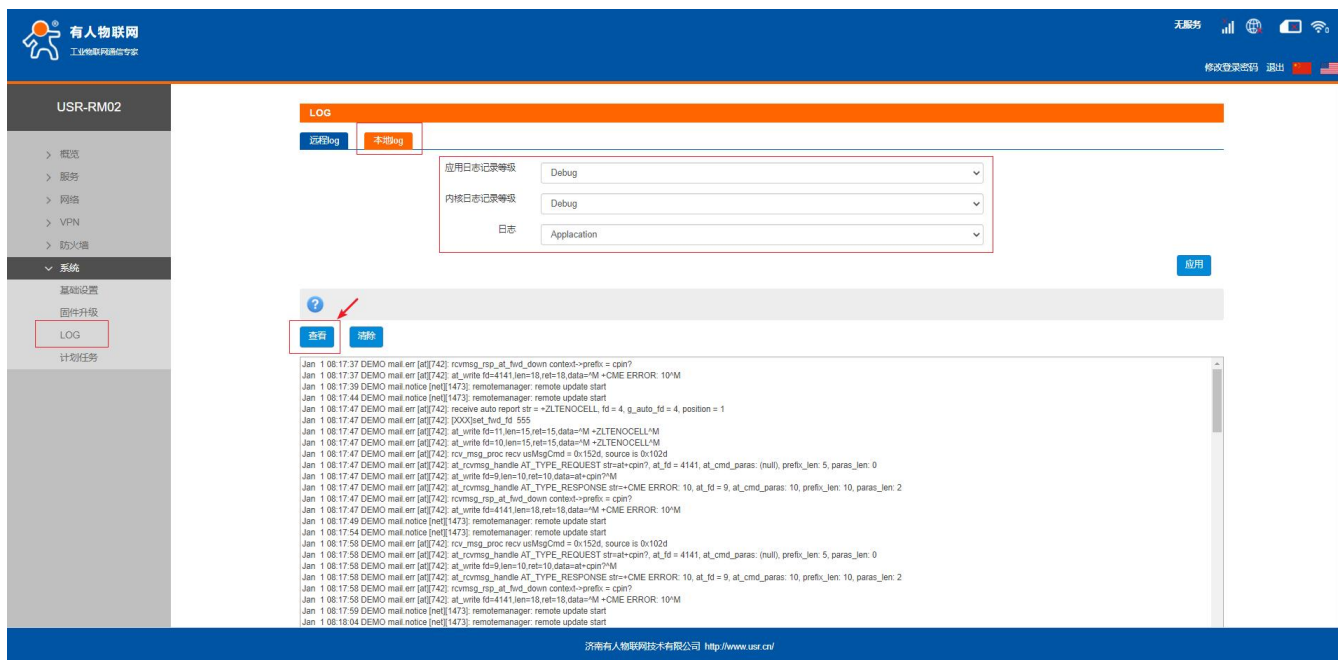 有人物联网
工业物联网通信专家
无服务
修改登录密码 退出
USR-RM02
概览
服务
网络
VPN
防火墙
系统
基础设置
固件升级
LOG
计划任务
LOG
远程log 本地log
应用日志记录等级 Debug
内核日志记录等级 Debug
日志 Applacation
应用
查看 清除
Jan 1 08:17:37 DEMO mail.err [at][742]: rcvmsg_rsp_at_fwd_down context->prefix = cpin?
Jan 1 08:17:37 DEMO mail.err [at][742]: at_write fd=4141,len=18,ret=18,data=^M +CME ERROR: 10^M
Jan 1 08:17:39 DEMO mail.notice [net][1473]: remotemanager: remote update start
Jan 1 08:17:44 DEMO mail.notice [net][1473]: remotemanager: remote update start
Jan 1 08:17:47 DEMO mail.err [at][742]: receive auto report str = +ZLTENOCELL, fd = 4, g_auto_fd = 4, position = 1
Jan 1 08:17:47 DEMO mail.err [at][742]: [XXX]set_fwd_fd 555
Jan 1 08:17:47 DEMO mail.err [at][742]: at_write fd=11,len=15,ret=15,data=^M +ZLTENOCELL^M
Jan 1 08:17:47 DEMO mail.err [at][742]: at_write fd=10,len=15,ret=15,data=^M +ZLTENOCELL^M
Jan 1 08:17:47 DEMO mail.err [at][742]: rcv_msg_proc recv usMsgCmd = 0x152d, source is 0x102d
Jan 1 08:17:47 DEMO mail.err [at][742]: at_rcvmsg_handle AT_TYPE_REQUEST str=at+cpin?, at_fd = 4141, at_cmd_paras: (null), prefix_len: 5, paras_len: 0
Jan 1 08:17:47 DEMO mail.err [at][742]: at_write fd=9,len=10,ret=10,data=at+cpin?^M
Jan 1 08:17:47 DEMO mail.err [at][742]: at_rcvmsg_handle AT_TYPE_RESPONSE str=+CME ERROR: 10, at_fd = 9, at_cmd_paras: 10, prefix_len: 10, paras_len: 2
Jan 1 08:17:47 DEMO mail.err [at][742]: rcvmsg_rsp_at_fwd_down context->prefix = cpin?
Jan 1 08:17:47 DEMO mail.err [at][742]: at_write fd=4141,len=18,ret=18,data=^M +CME ERROR: 10^M
Jan 1 08:17:49 DEMO mail.notice [net][1473]: remotemanager: remote update start
Jan 1 08:17:54 DEMO mail.notice [net][1473]: remotemanager: remote update start
Jan 1 08:17:58 DEMO mail.err [at][742]: rcv_msg_proc recv usMsgCmd = 0x152d, source is 0x102d
Jan 1 08:17:58 DEMO mail.err [at][742]: at_rcvmsg_handle AT_TYPE_REQUEST str=at+cpin?, at_fd = 4141, at_cmd_paras: (null), prefix_len: 5, paras_len: 0
Jan 1 08:17:58 DEMO mail.err [at][742]: at_write fd=9,len=10,ret=10,data=at+cpin?^M
Jan 1 08:17:58 DEMO mail.err [at][742]: at_rcvmsg_handle AT_TYPE_RESPONSE str=+CME ERROR: 10, at_fd = 9, at_cmd_paras: 10, prefix_len: 10, paras_len: 2
Jan 1 08:17:58 DEMO mail.err [at][742]: rcvmsg_rsp_at_fwd_down context->prefix = cpin?
Jan 1 08:17:58 DEMO mail.err [at][742]: at_write fd=4141,len=18,ret=18,data=^M +CME ERROR: 10^M
Jan 1 08:17:59 DEMO mail.notice [net][1473]: remotemanager: remote update start
Jan 1 08:18:04 DEMO mail.notice [net][1473]: remotemanager: remote update start
济南有人物联网技术有限公司 http://www.usr.cn/